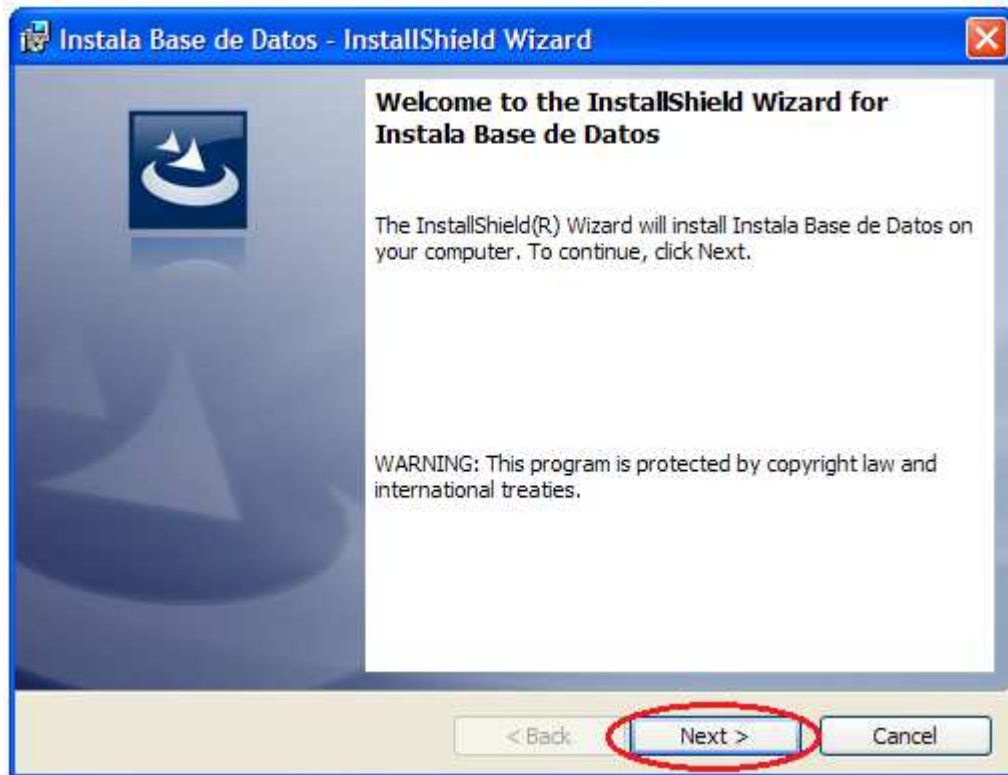 Instala Base de Datos - InstallShield Wizard
Welcome to the InstallShield Wizard for
Instala Base de Datos
The InstallShield(R) Wizard will install Instala Base de Datos on
your computer. To continue, click Next.
WARNING: This program is protected by copyright law and
international treaties.
< Back
Next >
Cancel